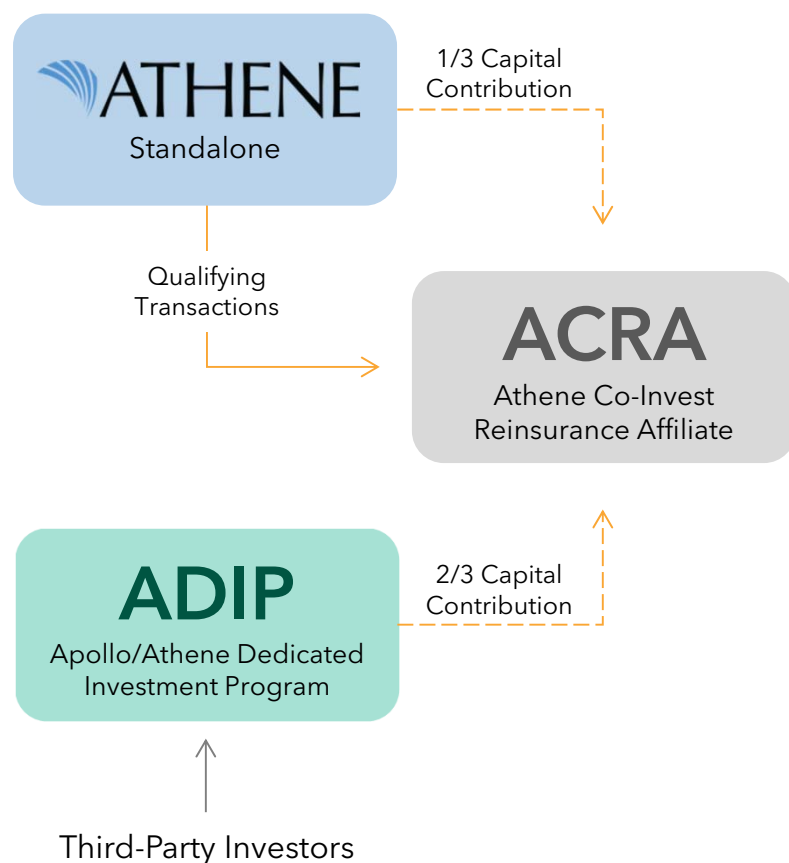 ATHENE
Standalone
1/3 Capital
Contribution
Qualifying
Transactions
ACRA
Athene Co-Invest
Reinsurance Affiliate
ADIP
Apollo/Athene Dedicated
Investment Program
2/3 Capital
Contribution
Third-Party Investors